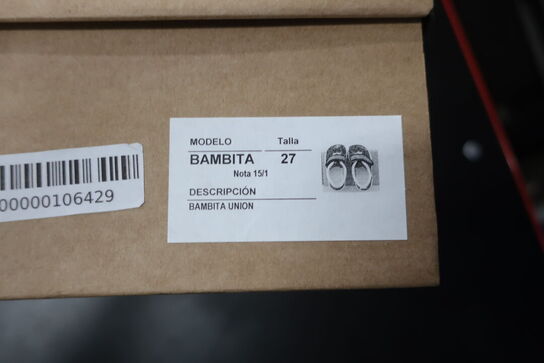 MODELO Talla
BAMBITA 27
Nota 15/1
DESCRIPCIÓN
BAMBITA UNION
00000106429